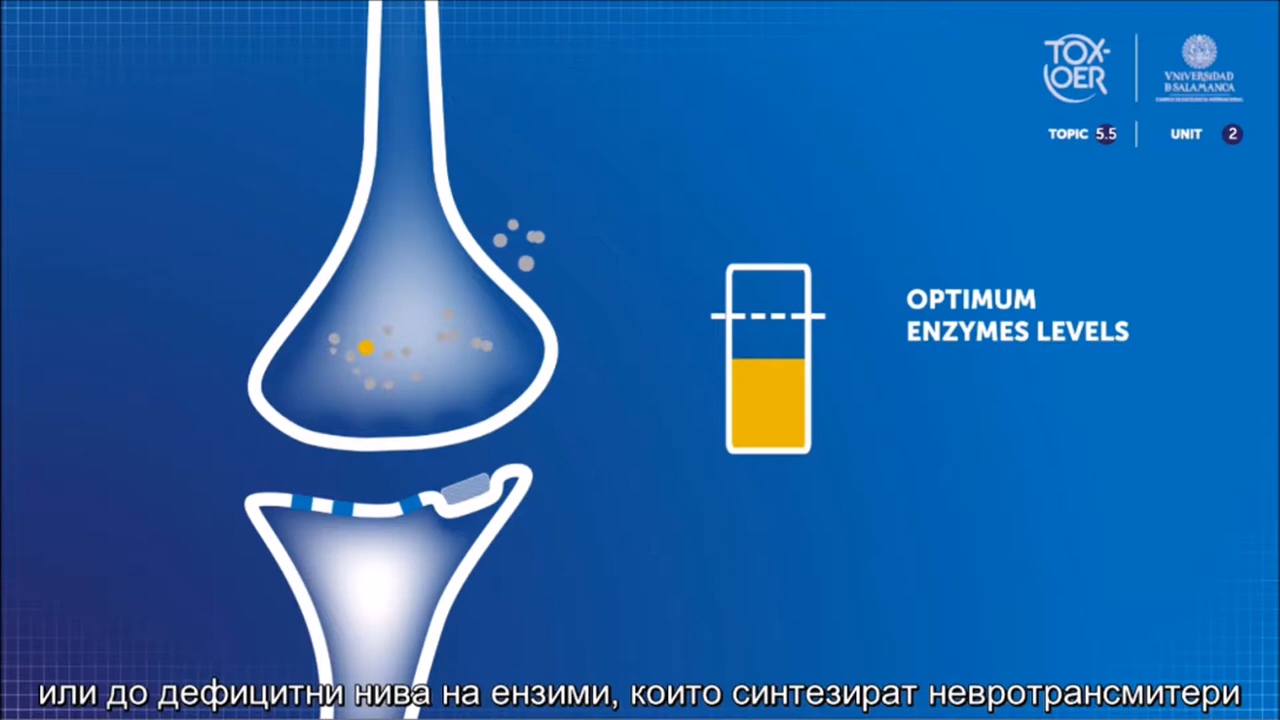 TOX-
OER
VNIVERSIDAD
D SALAMANCA
TOPIC 5.5
UNIT 2
OPTIMUM
ENZYMES LEVELS
или до дефицитни нива на ензими, които синтезират невротрансмитери